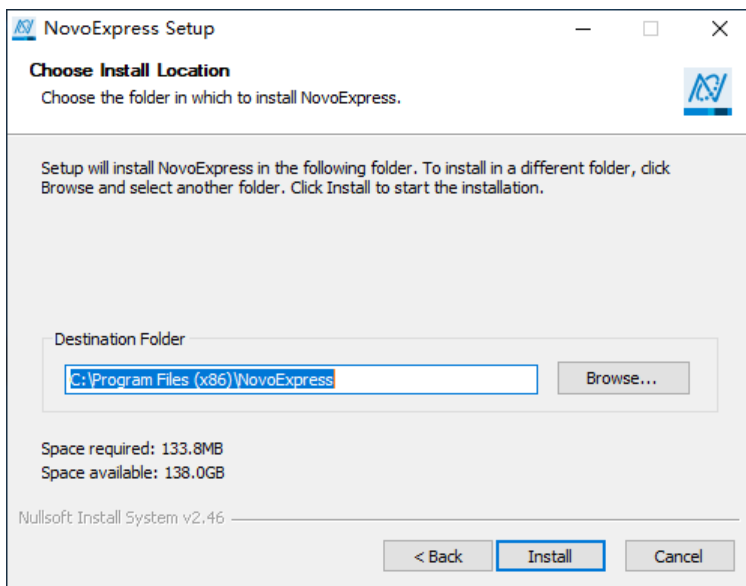 NovoExpress Setup
Choose Install Location
Choose the folder in which to install NovoExpress.
Setup will install NovoExpress in the following folder. To install in a different folder, click
Browse and select another folder. Click Install to start the installation.
Destination Folder
C:\Program Files (x86)\NovoExpress
Browse...
Space required: 133.8MB
Space available: 138.0GB
Nullsoft Install System v2.46
< Back
Install
Cancel